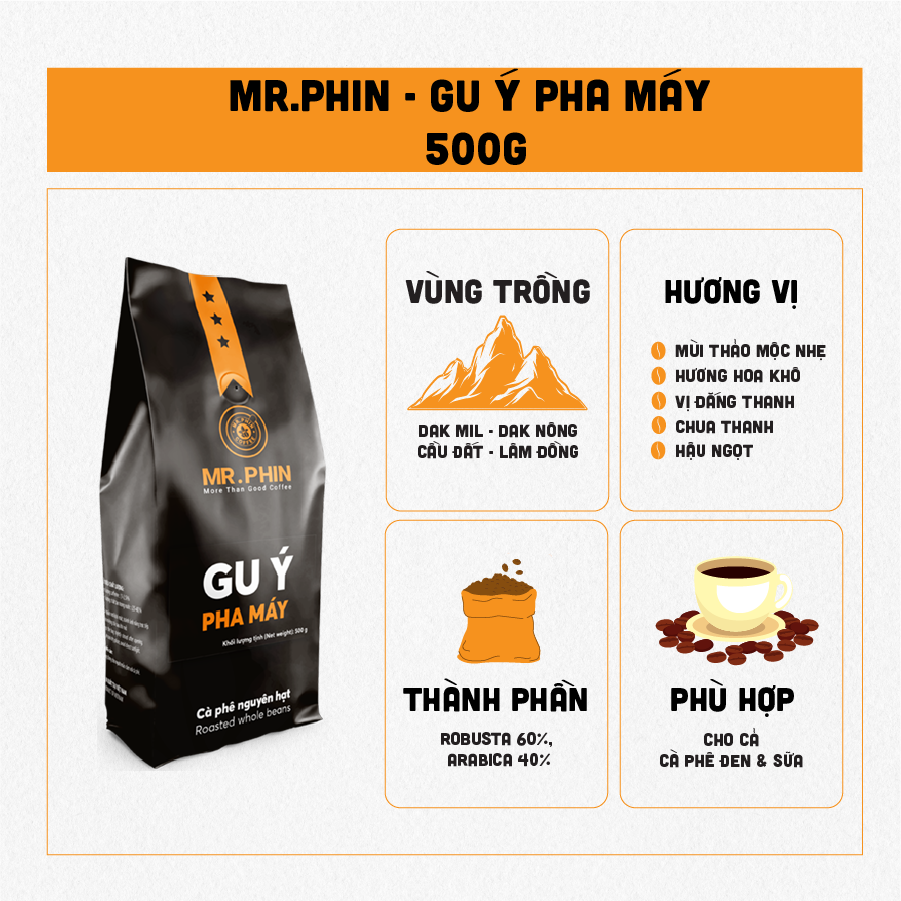 MR.PHIN - GU Ý PHA MÁY
500G
MR.PHIN COFFEE
MR.PHIN
More Than Good Coffee
GU Ý
PHA MÁY
Khối lượng tịnh (Net weight): 500 g
Cà phê nguyên hạt
Roasted whole beans
VÙNG TRỒNG
DAK MIL - DAK NÔNG
CẦU ĐẤT - LÂM ĐỒNG
HƯƠNG VỊ
MÙI THẢO MỘC NHẸ
HƯƠNG HOA KHÔ
VỊ ĐẮNG THANH
CHUA THANH
HẬU NGỌT
THÀNH PHẦN
ROBUSTA 60%,
ARABICA 40%
PHÙ HỢP
CHO CẢ
CÀ PHÊ ĐEN & SỮA